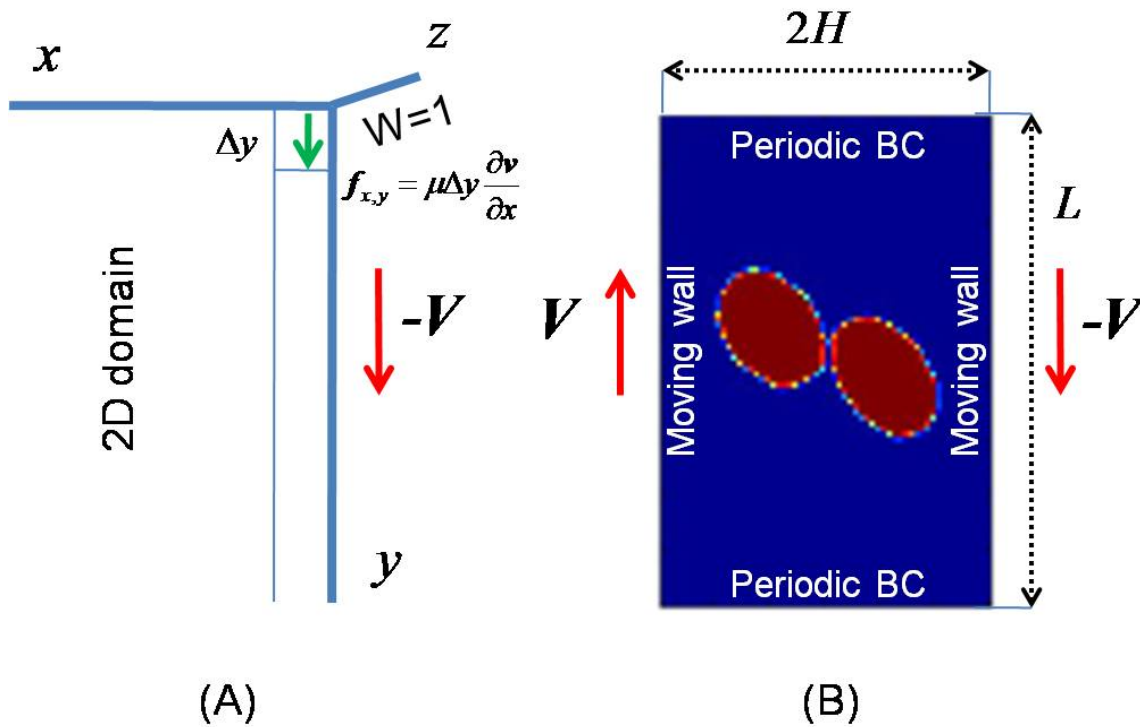 x
z
W=1
Δy
f_{x,y} = μΔy ∂v/∂x
2D domain
-V
y
(A)
2H
Periodic BC
L
Moving wall
V
Moving wall
-V
Periodic BC
(B)